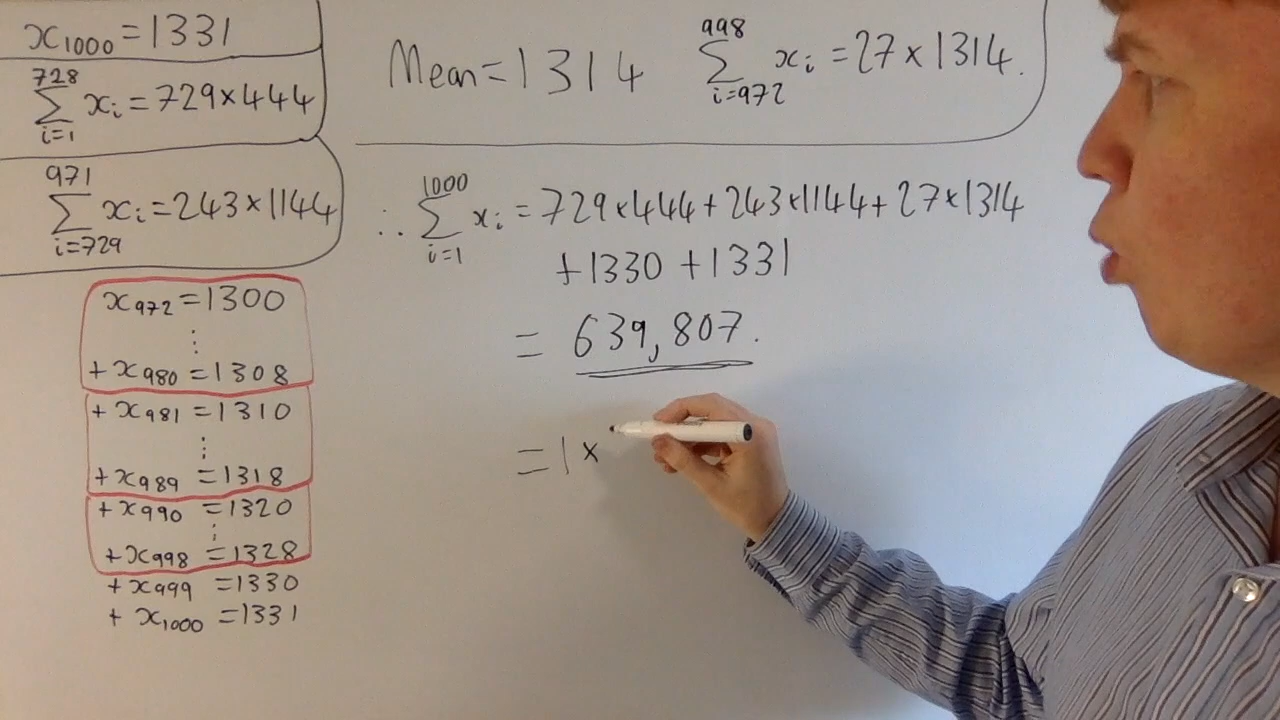 x₁₀₀₀ = 1331
728
∑ xᵢ = 729 × 444
i=1
971
∑ xᵢ = 243 × 1144
i=729
x₉₇₂ = 1300
⋮
+ x₉₈₀ = 1308
+ x₉₈₁ = 1310
⋮
+ x₉₈₉ = 1318
+ x₉₉₀ = 1320
⋮
+ x₉₉₈ = 1328
+ x₉₉₉ = 1330
+ x₁₀₀₀ = 1331
Mean = 1314
998
∑ xᵢ = 27 × 1314.
i=972
1000
∴ ∑ xᵢ = 729 × 444 + 243 × 1144 + 27 × 1314
i=1
+ 1330 + 1331
= 639,807.
= 1 ×